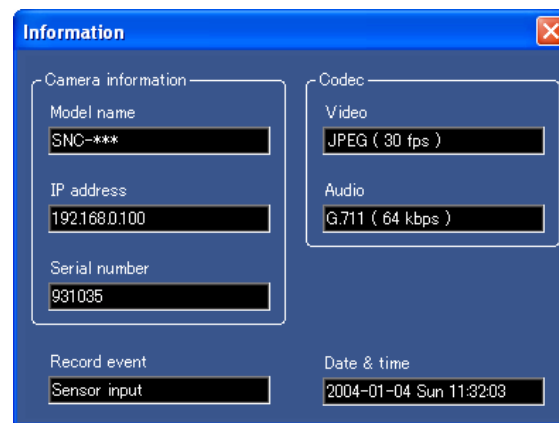 Information
Camera information
Model name
SNC-***
IP address
192.168.0.100
Serial number
931035
Codec
Video
JPEG ( 30 fps )
Audio
G.711 ( 64 kbps )
Record event
Sensor input
Date & time
2004-01-04 Sun 11:32:03